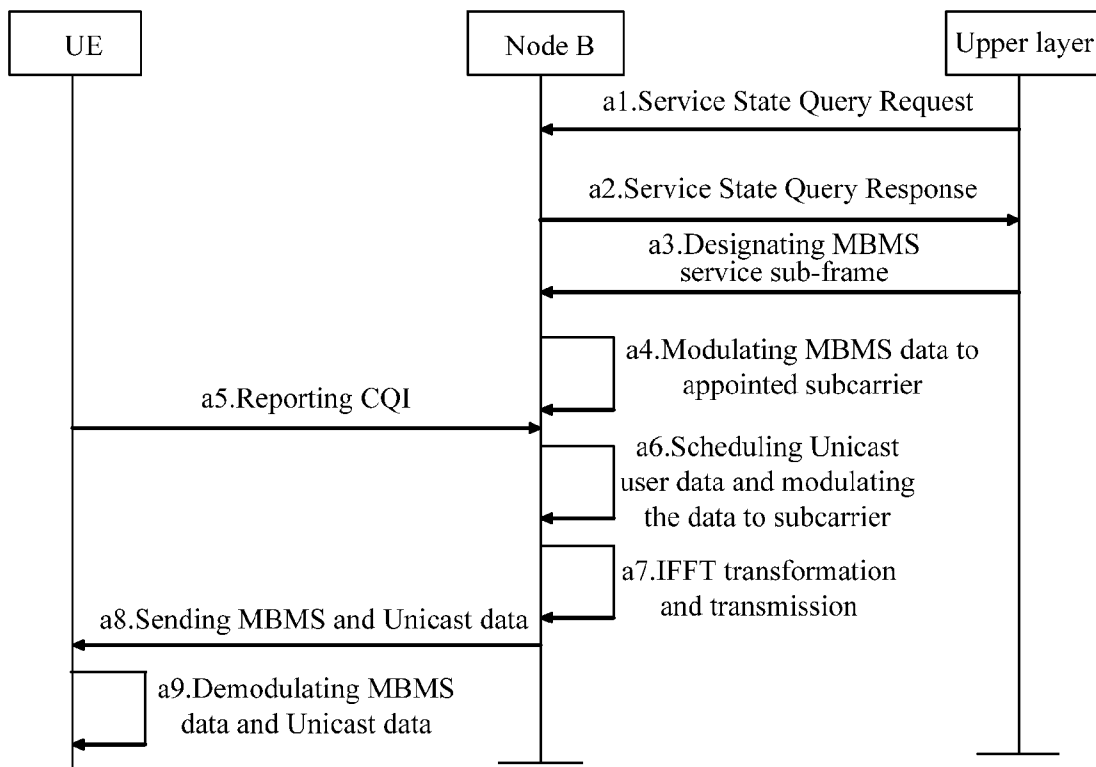 UE
Node B
Upper layer
a1.Service State Query Request
a2.Service State Query Response
a3.Designating MBMS
service sub-frame
a4.Modulating MBMS data to
appointed subcarrier
a5.Reporting CQI
a6.Scheduling Unicast
user data and modulating
the data to subcarrier
a7.IFFT transformation
and transmission
a8.Sending MBMS and Unicast data
a9.Demodulating MBMS
data and Unicast data